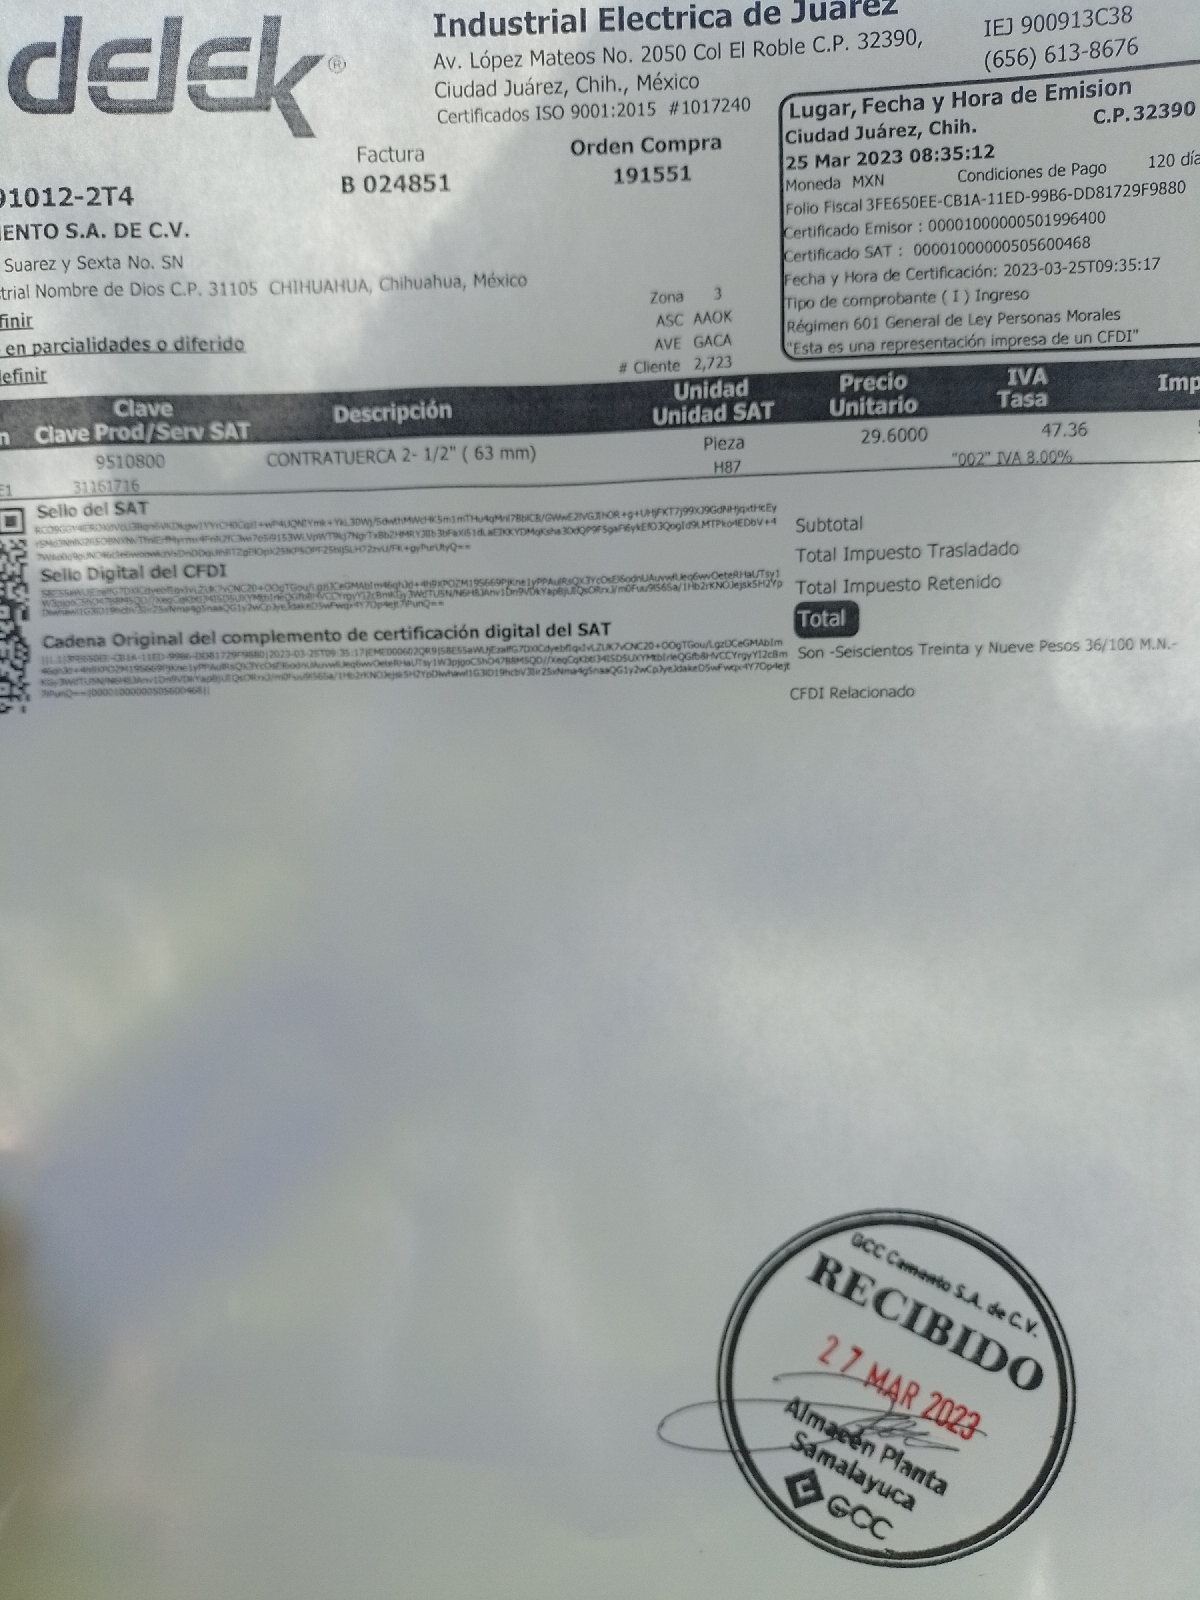 delek®
Industrial Electrica de Juarez
Av. López Mateos No. 2050 Col El Roble C.P. 32390,
Ciudad Juárez, Chih., México
Certificados ISO 9001:2015 #1017240
IEJ 900913C38
(656) 613-8676
Factura
B 024851
Orden Compra
191551
Lugar, Fecha y Hora de Emision
Ciudad Juárez, Chih. C.P.32390
25 Mar 2023 08:35:12
Moneda MXN Condiciones de Pago 120 día
Folio Fiscal 3FE650EE-CB1A-11ED-99B6-DD81729F9880
Certificado Emisor : 00001000000501996400
Certificado SAT : 00001000000505600468
Fecha y Hora de Certificación: 2023-03-25T09:35:17
Tipo de comprobante ( I ) Ingreso
Régimen 601 General de Ley Personas Morales
"Esta es una representación impresa de un CFDI"
91012-2T4
ENTO S.A. DE C.V.
Suarez y Sexta No. SN
trial Nombre de Dios C.P. 31105 CHIHUAHUA, Chihuahua, México
finir
en parcialidades o diferido
efinir
Zona 3
ASC AAOK
AVE GACA
# Cliente 2,723
Clave
Clave Prod/Serv SAT
Descripción
Unidad
Unidad SAT
Precio
Unitario
IVA
Tasa
Imp
9510800 CONTRATUERCA 2- 1/2" ( 63 mm) Pieza 29.6000 47.36
31161716 H87 "002" IVA 8.00%
Sello del SAT
Sello Digital del CFDI
Cadena Original del complemento de certificación digital del SAT
Subtotal
Total Impuesto Trasladado
Total Impuesto Retenido
Total
Son -Seiscientos Treinta y Nueve Pesos 36/100 M.N.-
CFDI Relacionado
GCC Cemento S.A. de C.V.
RECIBIDO
27 MAR 2023
Almacén Planta
Samalayuca
GCC